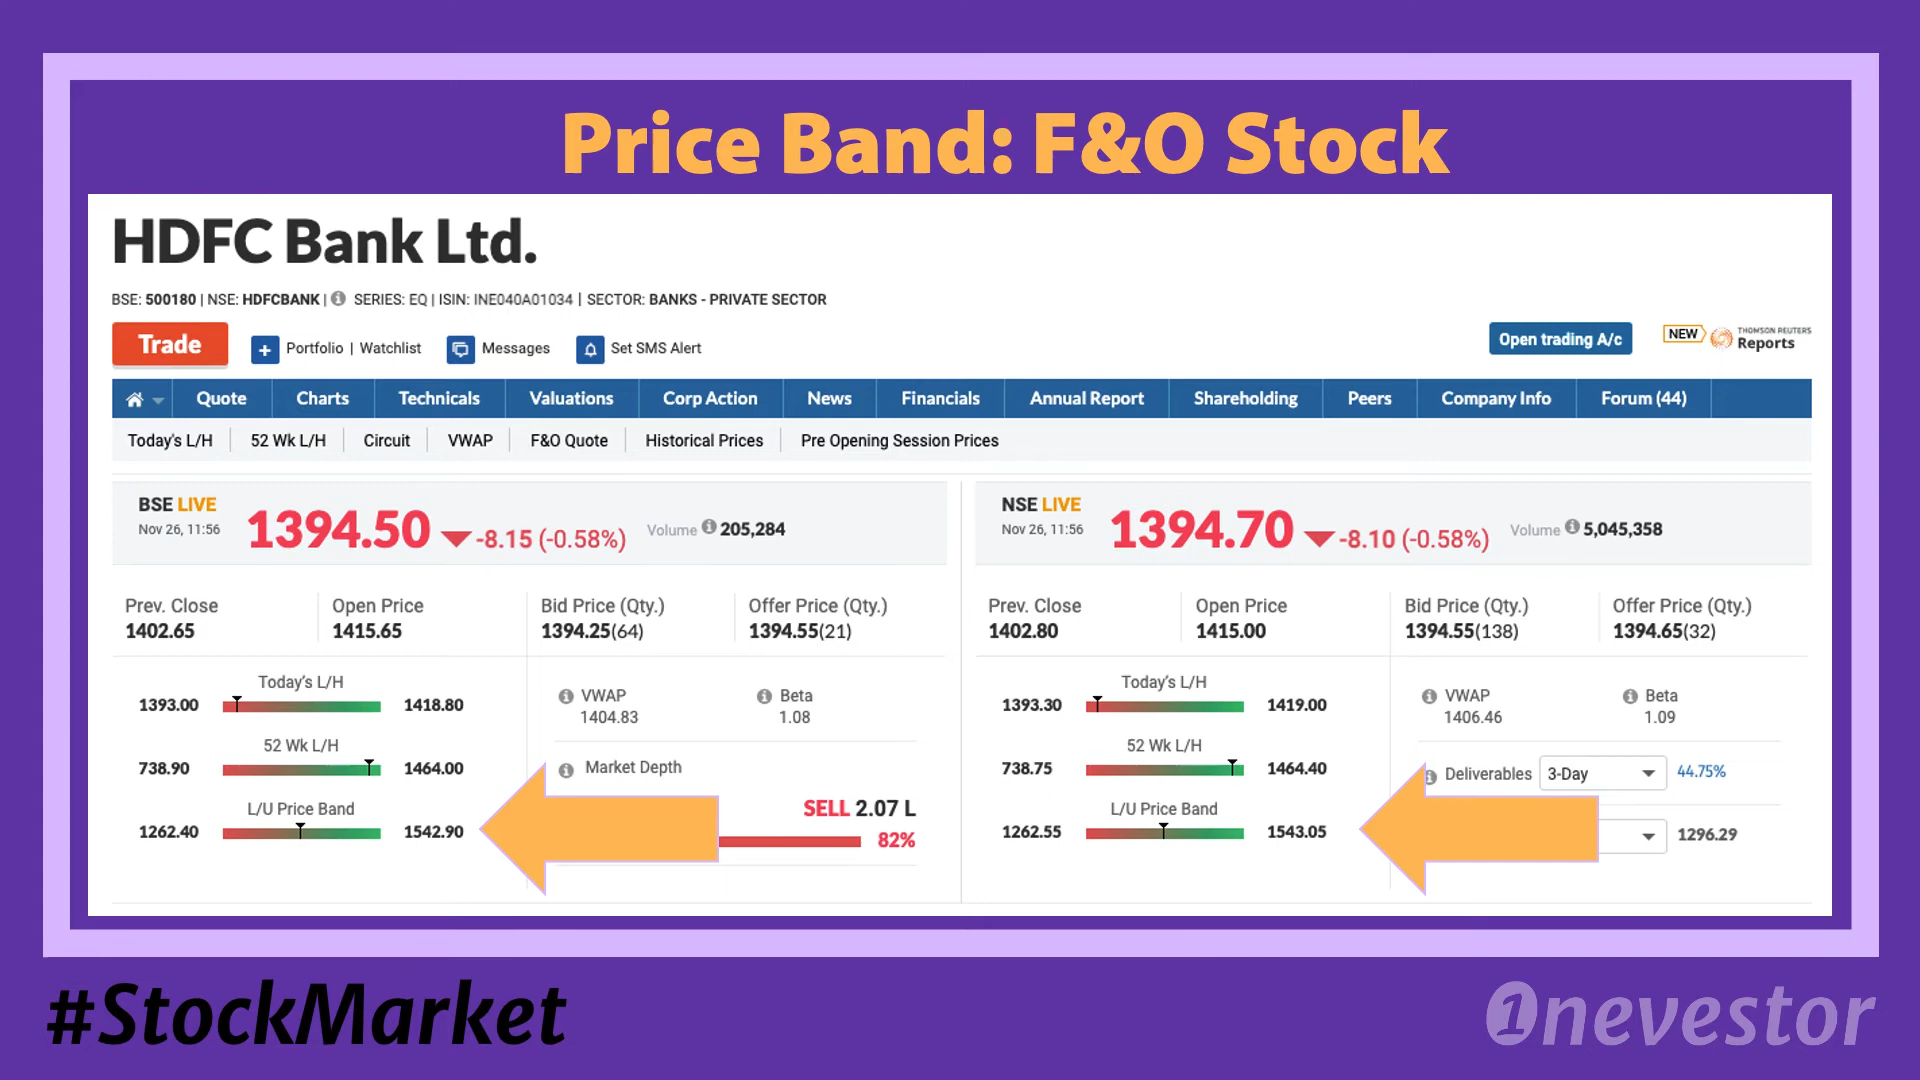 Price Band: F&O Stock
HDFC Bank Ltd.
BSE: 500180 | NSE: HDFCBANK | SERIES: EQ | ISIN: INE040A01034 | SECTOR: BANKS - PRIVATE SECTOR
Trade
Portfolio | Watchlist
Messages
Set SMS Alert
Open trading A/c
NEW
THOMSON REUTERS
Reports
Quote Charts Technicals Valuations Corp Action News Financials Annual Report Shareholding Peers Company Info Forum (44)
Today's L/H 52 Wk L/H Circuit VWAP F&O Quote Historical Prices Pre Opening Session Prices
BSE LIVE
Nov 26, 11:56
1394.50
-8.15 (-0.58%)
Volume 205,284
Prev. Close Open Price Bid Price (Qty.) Offer Price (Qty.)
1402.65 1415.65 1394.25(64) 1394.55(21)
Today's L/H
1393.00 1418.80
52 Wk L/H
738.90 1464.00
L/U Price Band
1262.40 1542.90
VWAP Beta
1404.83 1.08
Market Depth
SELL 2.07 L
82%
NSE LIVE
Nov 26, 11:56
1394.70
-8.10 (-0.58%)
Volume 5,045,358
Prev. Close Open Price Bid Price (Qty.) Offer Price (Qty.)
1402.80 1415.00 1394.55(138) 1394.65(32)
Today's L/H
1393.30 1419.00
52 Wk L/H
738.75 1464.40
L/U Price Band
1262.55 1543.05
VWAP Beta
1406.46 1.09
Deliverables 3-Day 44.75%
1296.29
#StockMarket
1nevestor